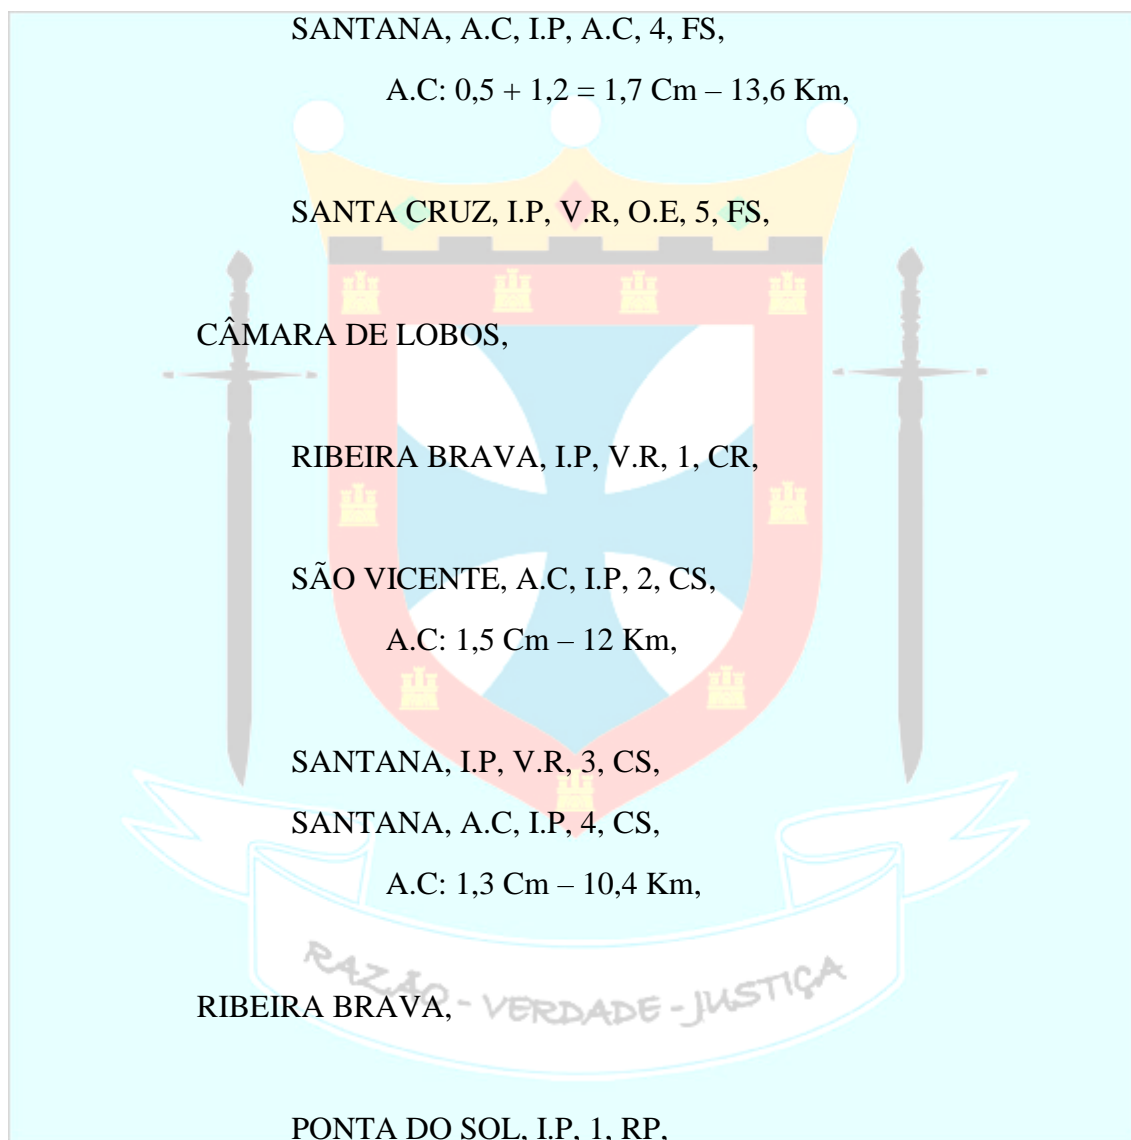 SANTANA, A.C, I.P, A.C, 4, FS,
A.C: 0,5 + 1,2 = 1,7 Cm – 13,6 Km,
SANTA CRUZ, I.P, V.R, O.E, 5, FS,
CÂMARA DE LOBOS,
RIBEIRA BRAVA, I.P, V.R, 1, CR,
SÃO VICENTE, A.C, I.P, 2, CS,
A.C: 1,5 Cm – 12 Km,
SANTANA, I.P, V.R, 3, CS,
SANTANA, A.C, I.P, 4, CS,
A.C: 1,3 Cm – 10,4 Km,
RAZÃO - VERDADE - JUSTIÇA
RIBEIRA BRAVA,
PONTA DO SOL, I.P, 1, RP,